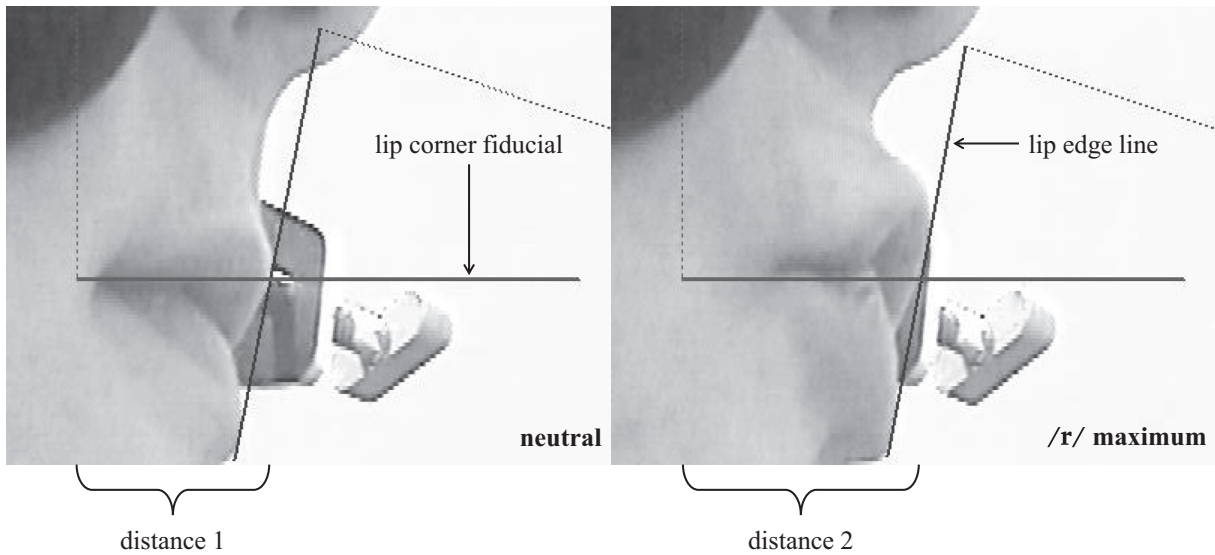 lip corner fiducial
lip edge line
neutral
/r/ maximum
distance 1
distance 2